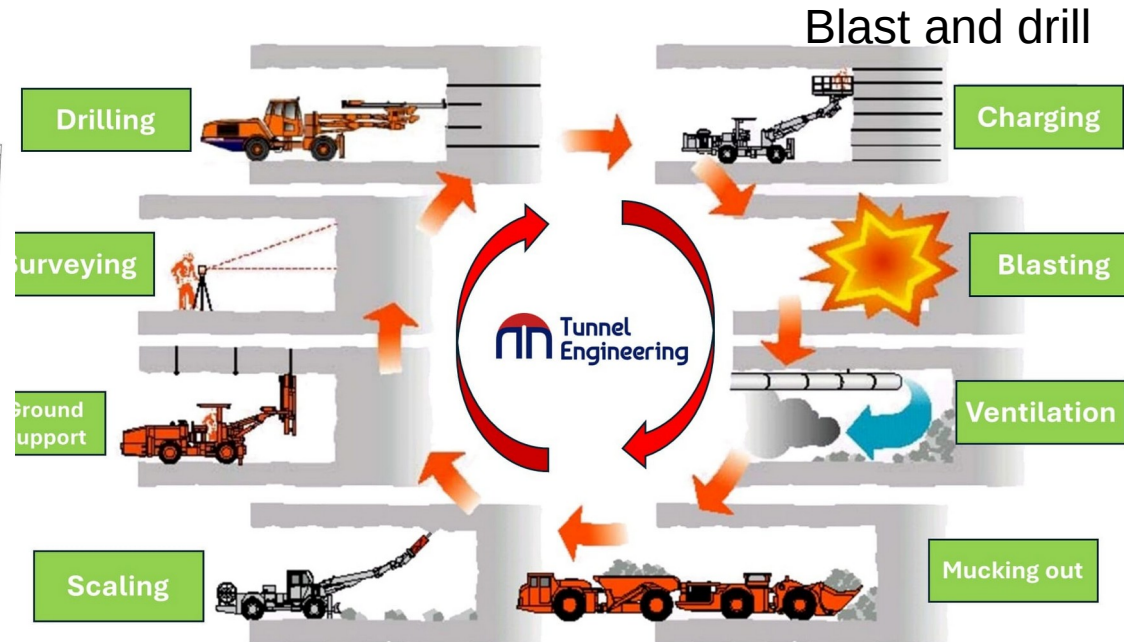 Blast and drill
Drilling
Charging
urveying
Blasting
Tunnel
Engineering
round
upport
Ventilation
Scaling
Mucking out